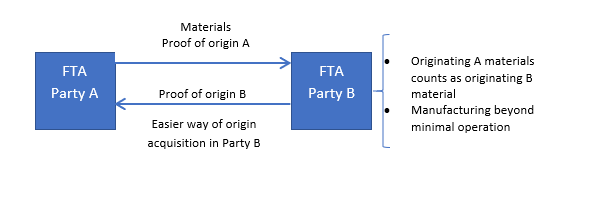 Materials
Proof of origin A
FTA
Party A
FTA
Party B
Proof of origin B
Easier way of origin
acquisition in Party B
• Originating A materials
counts as originating B
material
• Manufacturing beyond
minimal operation